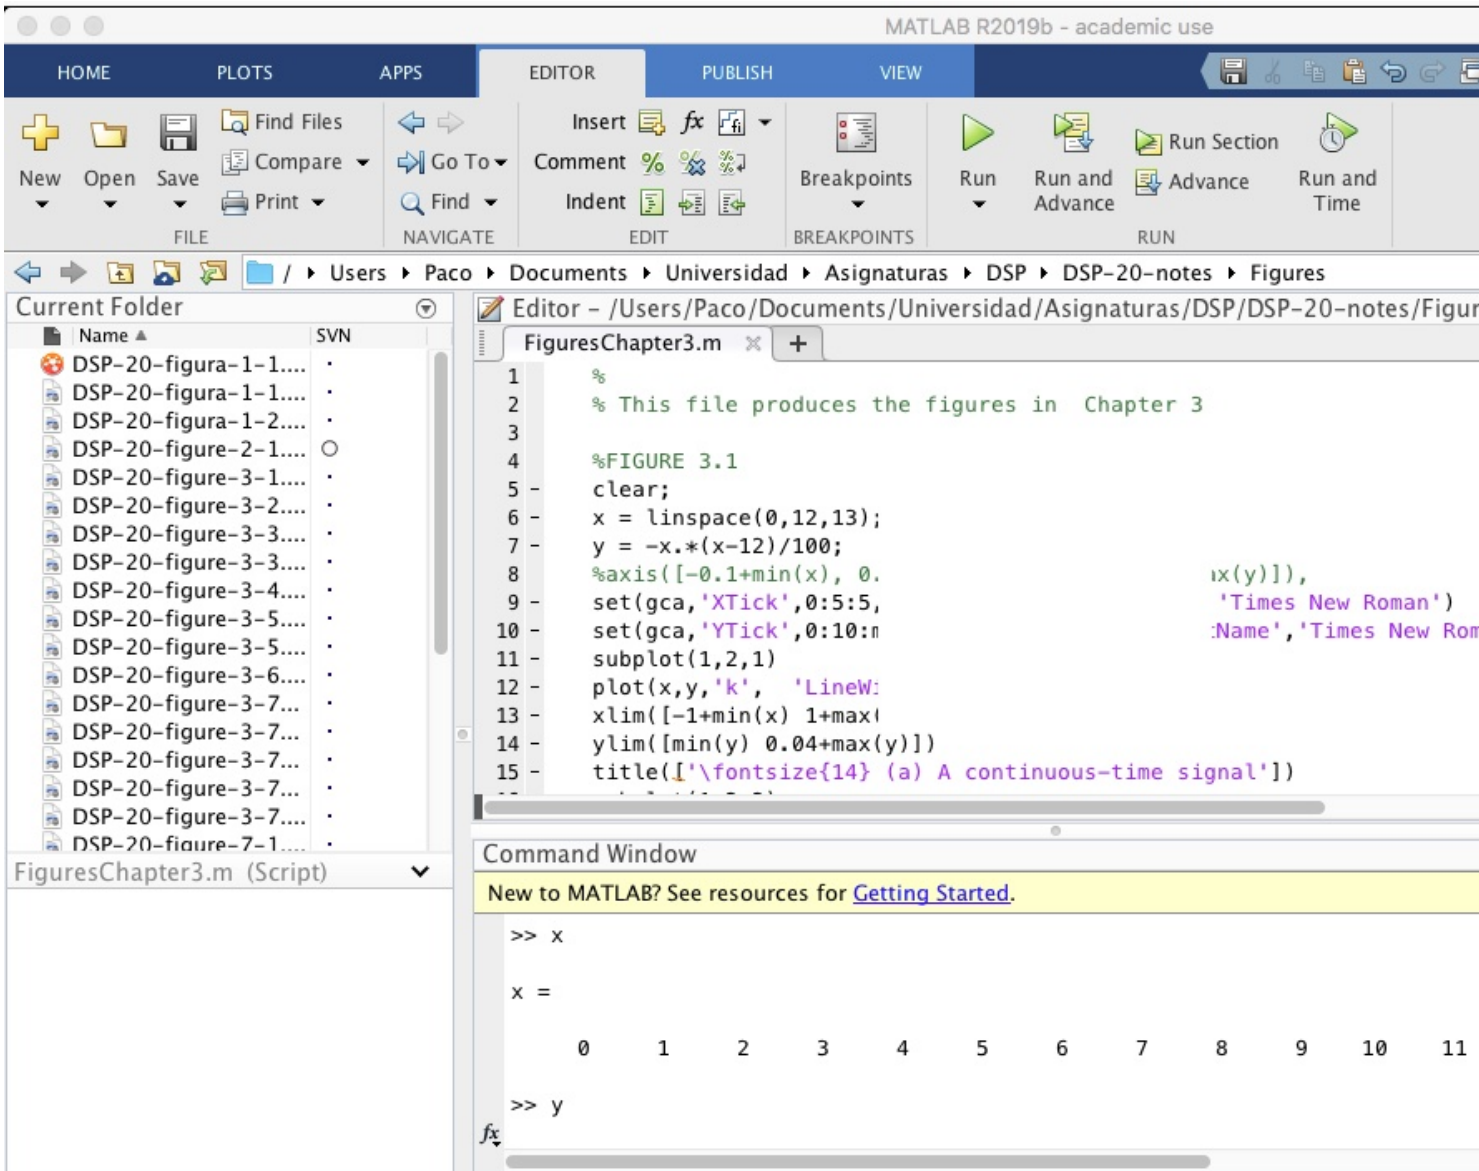 MATLAB R2019b - academic use
HOME PLOTS APPS EDITOR PUBLISH VIEW
Find Files Insert fx fi
Compare Go To Comment % Run Section
New Open Save Print Find Indent Breakpoints Run Run and Advance Advance Run and Time
FILE NAVIGATE EDIT BREAKPOINTS RUN
/ Users Paco Documents Universidad Asignaturas DSP DSP-20-notes Figures
Current Folder
Name SVN
DSP-20-figura-1-1....
DSP-20-figura-1-1....
DSP-20-figura-1-2....
DSP-20-figure-2-1....
DSP-20-figure-3-1....
DSP-20-figure-3-2....
DSP-20-figure-3-3....
DSP-20-figure-3-3....
DSP-20-figure-3-4....
DSP-20-figure-3-5....
DSP-20-figure-3-5....
DSP-20-figure-3-6....
DSP-20-figure-3-7...
DSP-20-figure-3-7...
DSP-20-figure-3-7...
DSP-20-figure-3-7...
DSP-20-figure-3-7....
DSP-20-figure-7-1....
FiguresChapter3.m (Script)
Editor - /Users/Paco/Documents/Universidad/Asignaturas/DSP/DSP-20-notes/Figur
FiguresChapter3.m +
1 %
2 % This file produces the figures in  Chapter 3
3
4 %FIGURE 3.1
5 - clear;
6 - x = linspace(0,12,13);
7 - y = -x.*(x-12)/100;
8 %axis([-0.1+min(x), 0. x(y)]),
9 - set(gca,'XTick',0:5:5, 'Times New Roman')
10 - set(gca,'YTick',0:10: Name','Times New Rom
11 - subplot(1,2,1)
12 - plot(x,y,'k',  'LineWi
13 - xlim([-1+min(x) 1+max(
14 - ylim([min(y) 0.04+max(y)])
15 - title(['\fontsize{14} (a) A continuous-time signal'])
Command Window
New to MATLAB? See resources for Getting Started.
>> x
x =
0 1 2 3 4 5 6 7 8 9 10 11
>> y
fx